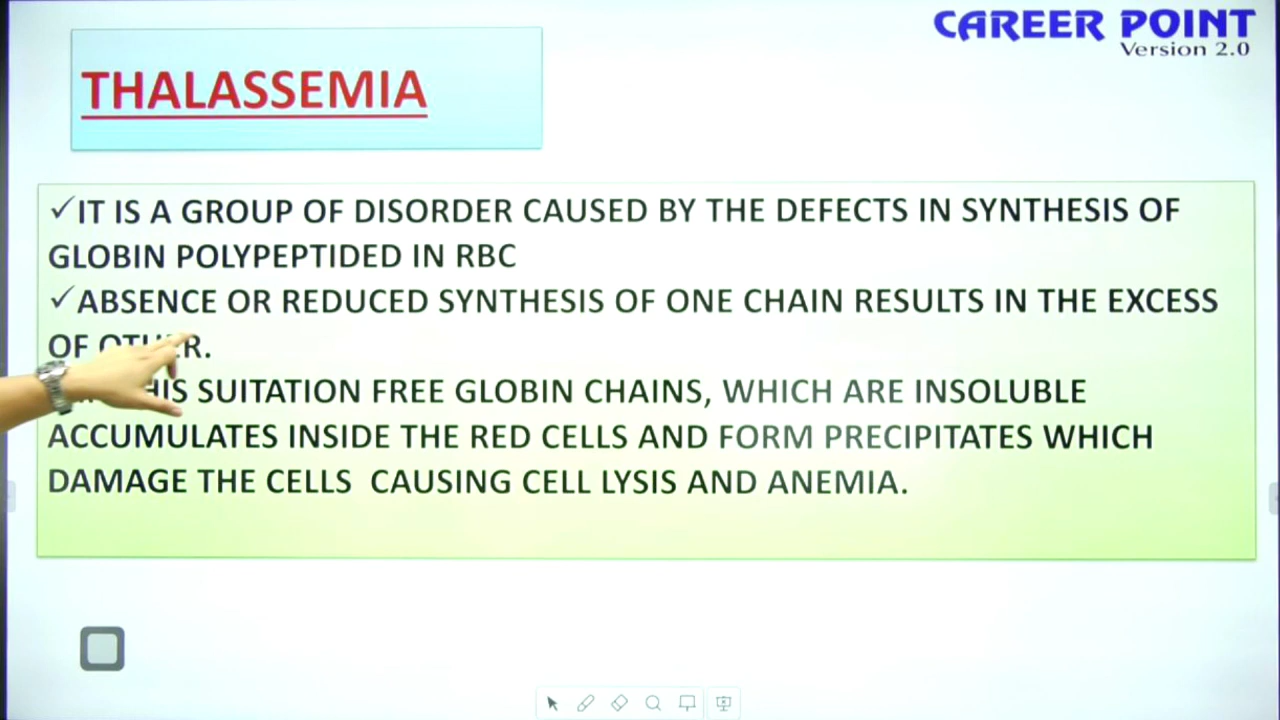 CAREER POINT
Version 2.0
THALASSEMIA
✓IT IS A GROUP OF DISORDER CAUSED BY THE DEFECTS IN SYNTHESIS OF
GLOBIN POLYPEPTIDED IN RBC
✓ABSENCE OR REDUCED SYNTHESIS OF ONE CHAIN RESULTS IN THE EXCESS
OF OTHER.
SUITATION FREE GLOBIN CHAINS, WHICH ARE INSOLUBLE
ACCUMULATES INSIDE THE RED CELLS AND FORM PRECIPITATES WHICH
DAMAGE THE CELLS CAUSING CELL LYSIS AND ANEMIA.